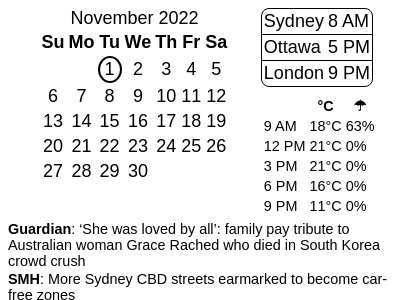 November 2022
Su Mo Tu We Th Fr Sa
1 2 3 4 5
6 7 8 9 10 11 12
13 14 15 16 17 18 19
20 21 22 23 24 25 26
27 28 29 30
Sydney 8 AM
Ottawa 5 PM
London 9 PM
°C ☂
9 AM 18°C 63%
12 PM 21°C 0%
3 PM 21°C 0%
6 PM 16°C 0%
9 PM 11°C 0%
Guardian: ‘She was loved by all’: family pay tribute to
Australian woman Grace Rached who died in South Korea
crowd crush
SMH: More Sydney CBD streets earmarked to become car-
free zones